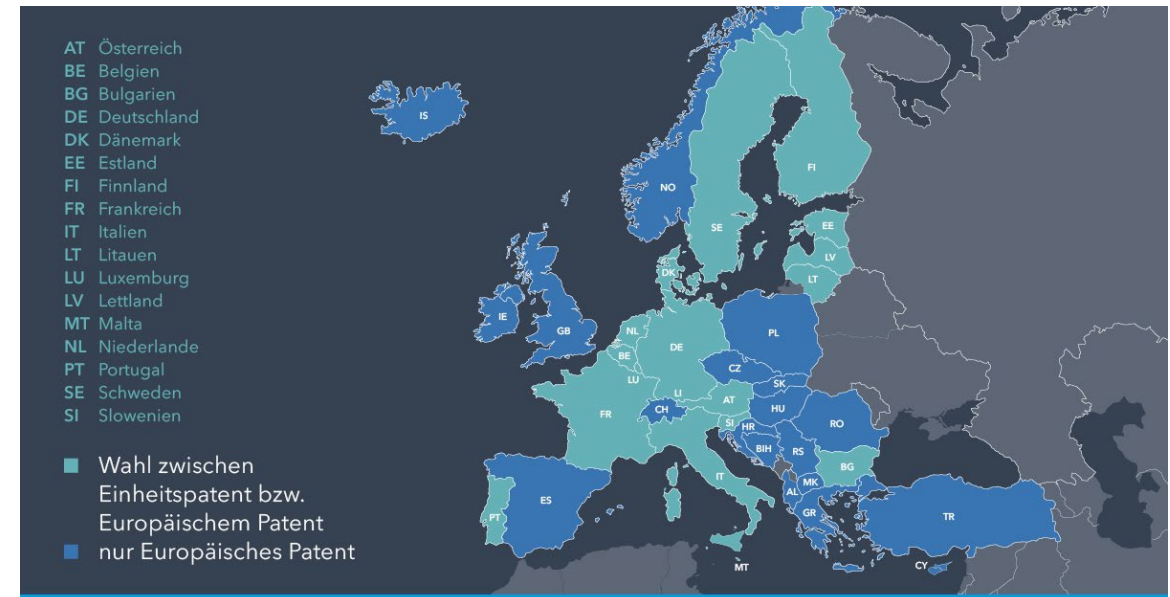 AT Österreich
BE Belgien
BG Bulgarien
DE Deutschland
DK Dänemark
EE Estland
FI Finnland
FR Frankreich
IT Italien
LT Litauen
LU Luxemburg
LV Lettland
MT Malta
NL Niederlande
PT Portugal
SE Schweden
SI Slowenien
Wahl zwischen
Einheitspatent bzw.
Europäischem Patent
nur Europäisches Patent
IS
NO
FI
SE
EE
LV
LT
DK
IE
GB
NL
BE
DE
PL
LU
CZ
SK
LI
AT
CH
HU
FR
SI
HR
RO
BIH
RS
BG
IT
MK
AL
GR
ES
PT
TR
MT
CY